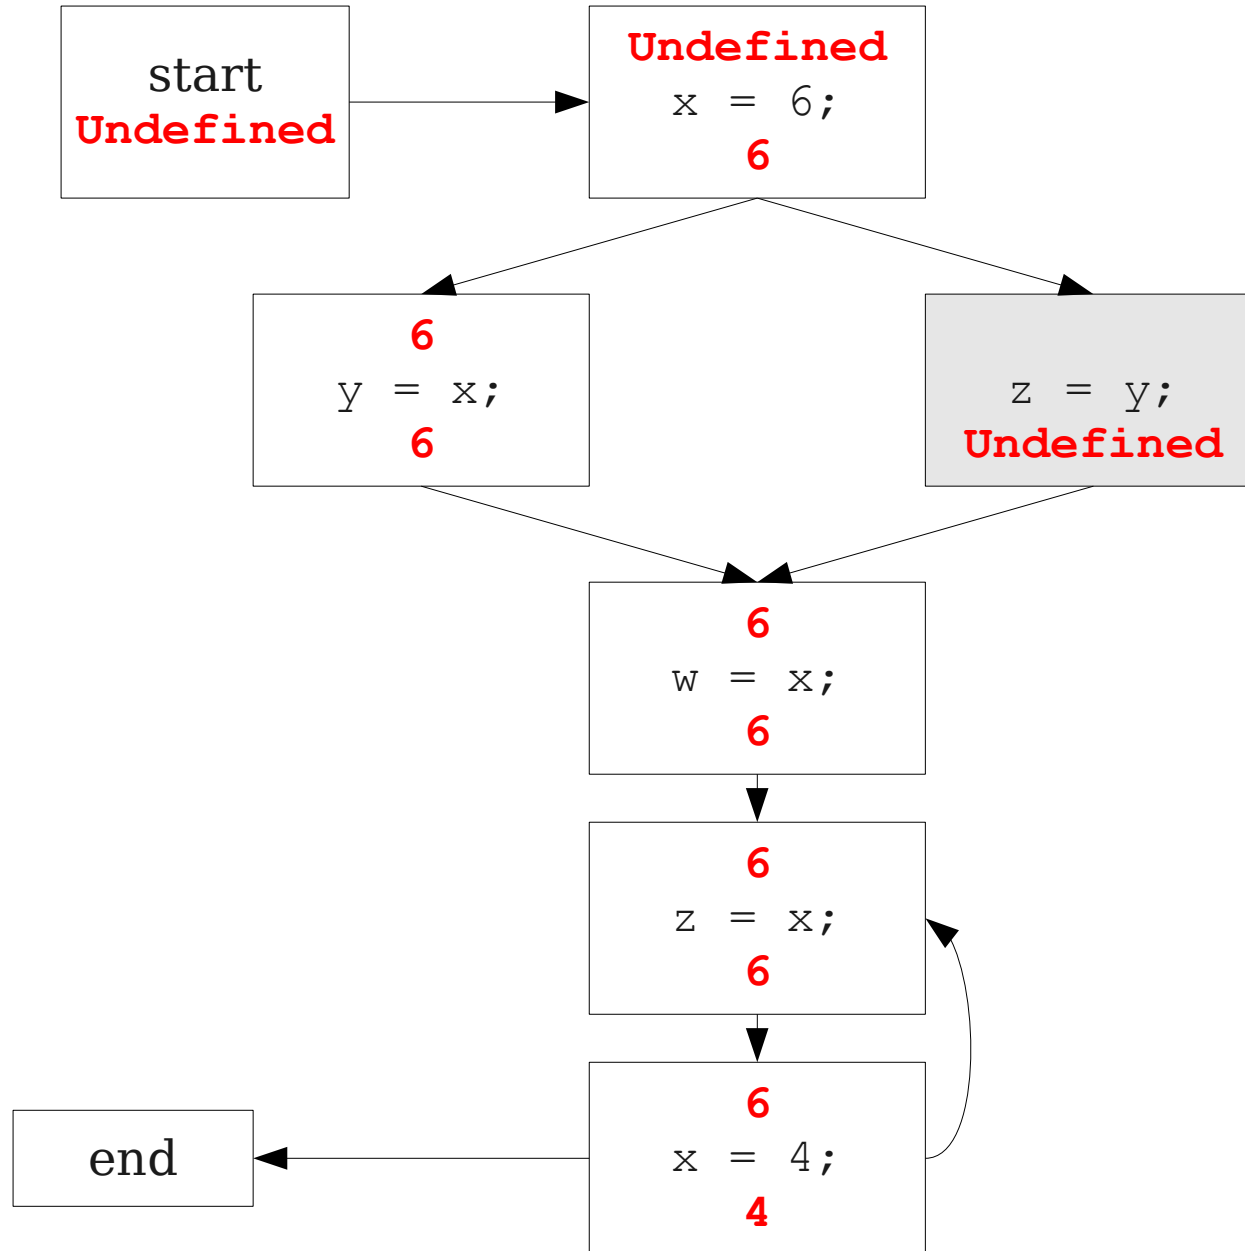 start
Undefined
Undefined
x = 6;
6
6
y = x;
6
z = y;
Undefined
6
w = x;
6
6
z = x;
6
6
x = 4;
4
end